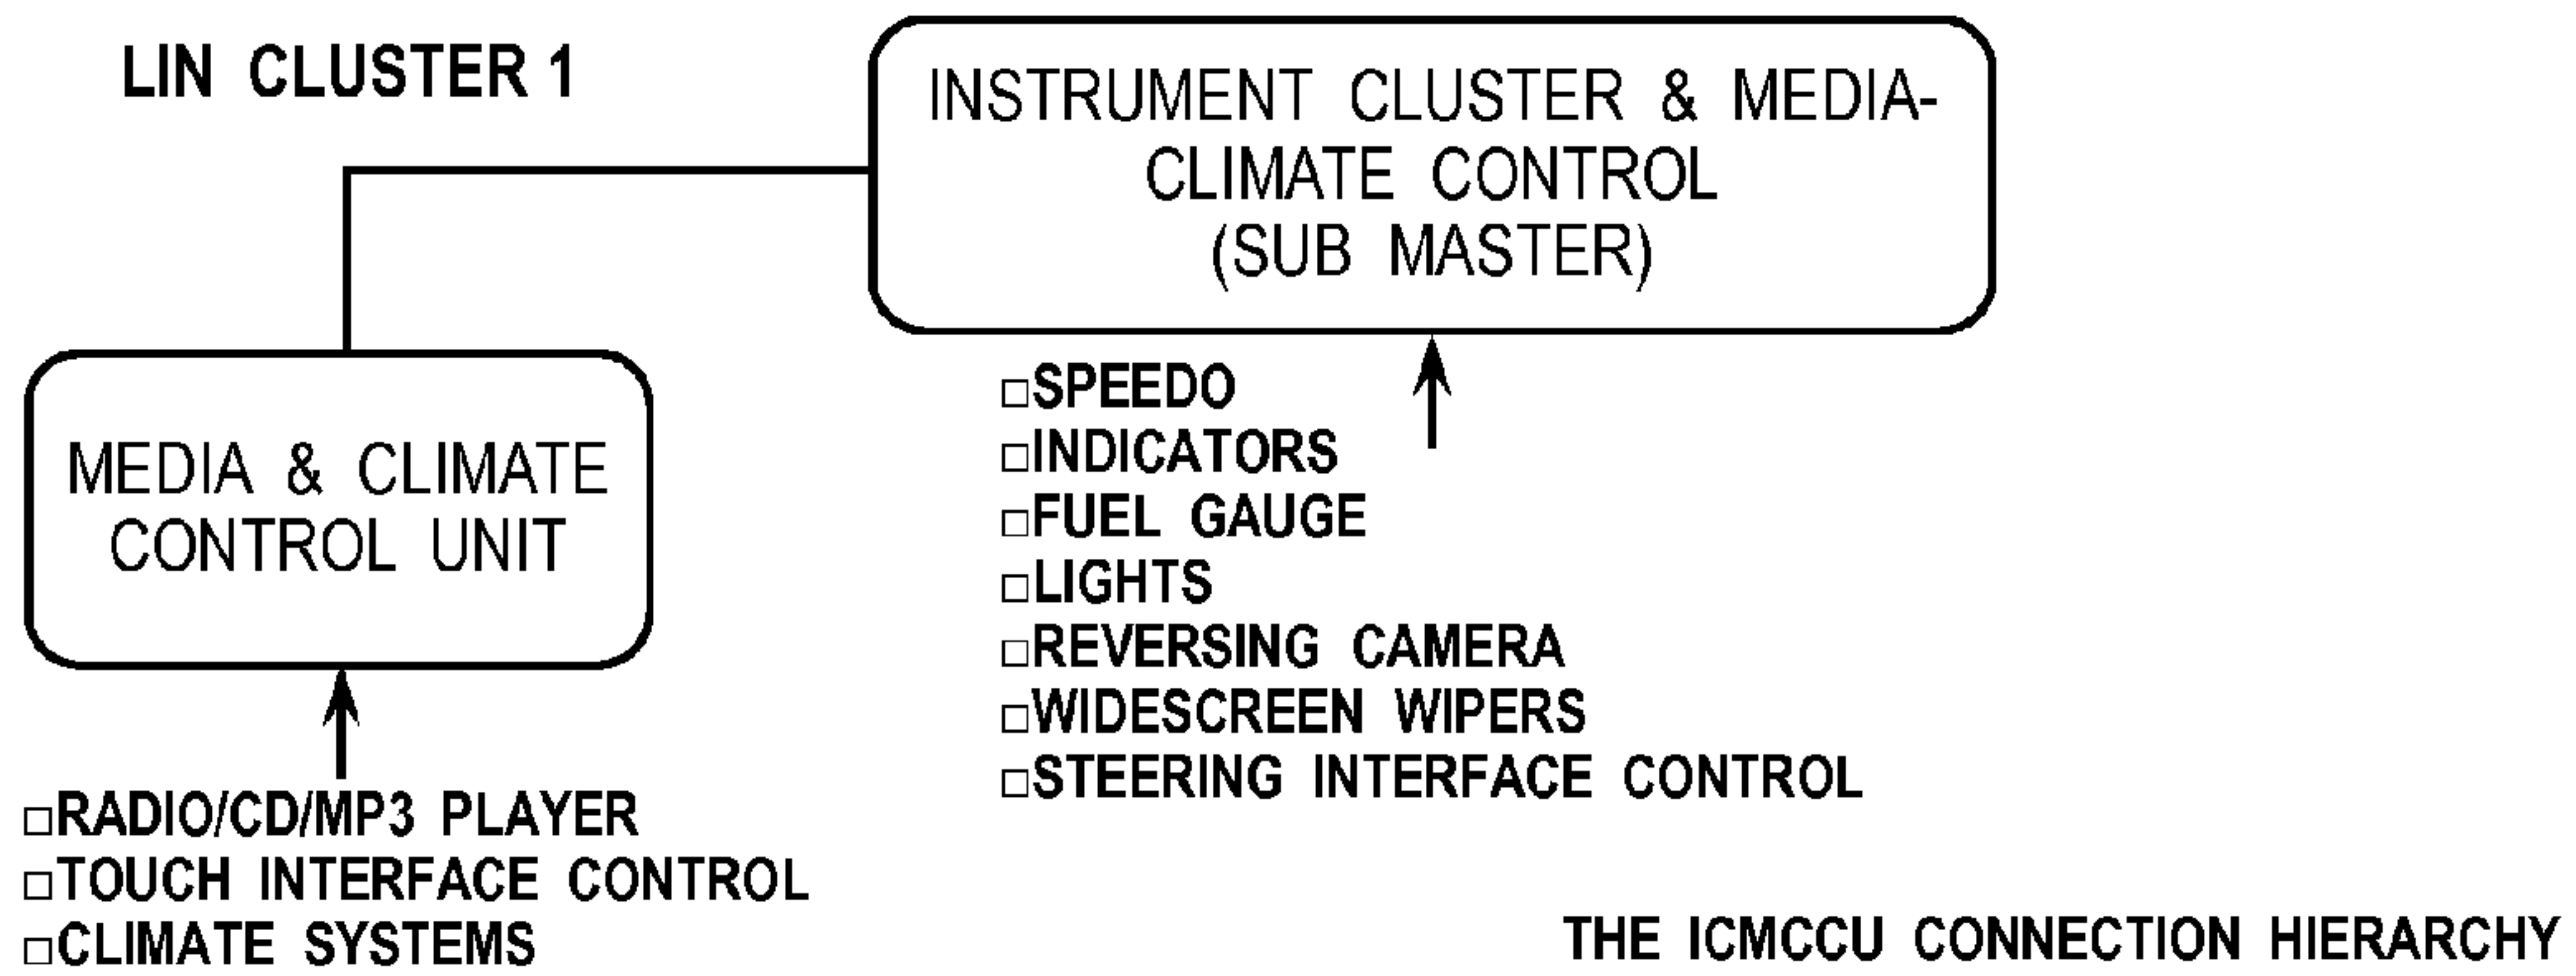 LIN CLUSTER 1
INSTRUMENT CLUSTER & MEDIA-
CLIMATE CONTROL
(SUB MASTER)
MEDIA & CLIMATE
CONTROL UNIT
□SPEEDO
□INDICATORS
□FUEL GAUGE
□LIGHTS
□REVERSING CAMERA
□WIDESCREEN WIPERS
□STEERING INTERFACE CONTROL
□RADIO/CD/MP3 PLAYER
□TOUCH INTERFACE CONTROL
□CLIMATE SYSTEMS
THE ICMCCU CONNECTION HIERARCHY